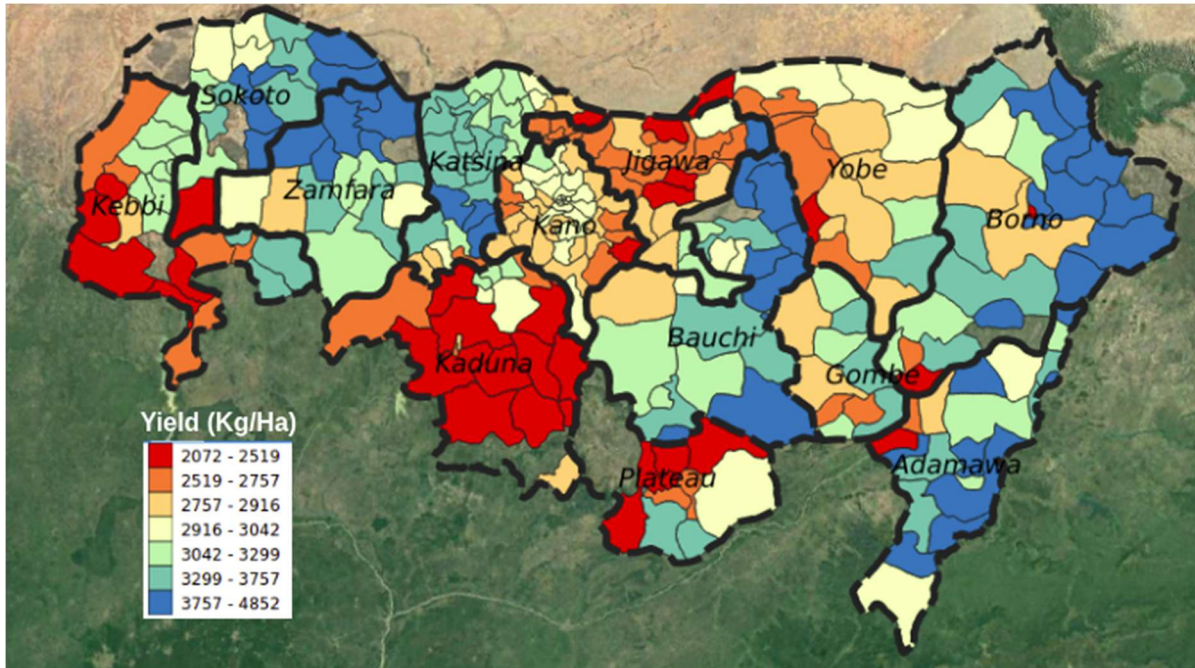 Sokoto
Katsina
Jigawa
Zamfara
Yobe
Kebbi
Kano
Borno
Bauchi
Kaduna
Gombe
Plateau
Adamawa
Yield (Kg/Ha)
2072 - 2519
2519 - 2757
2757 - 2916
2916 - 3042
3042 - 3299
3299 - 3757
3757 - 4852